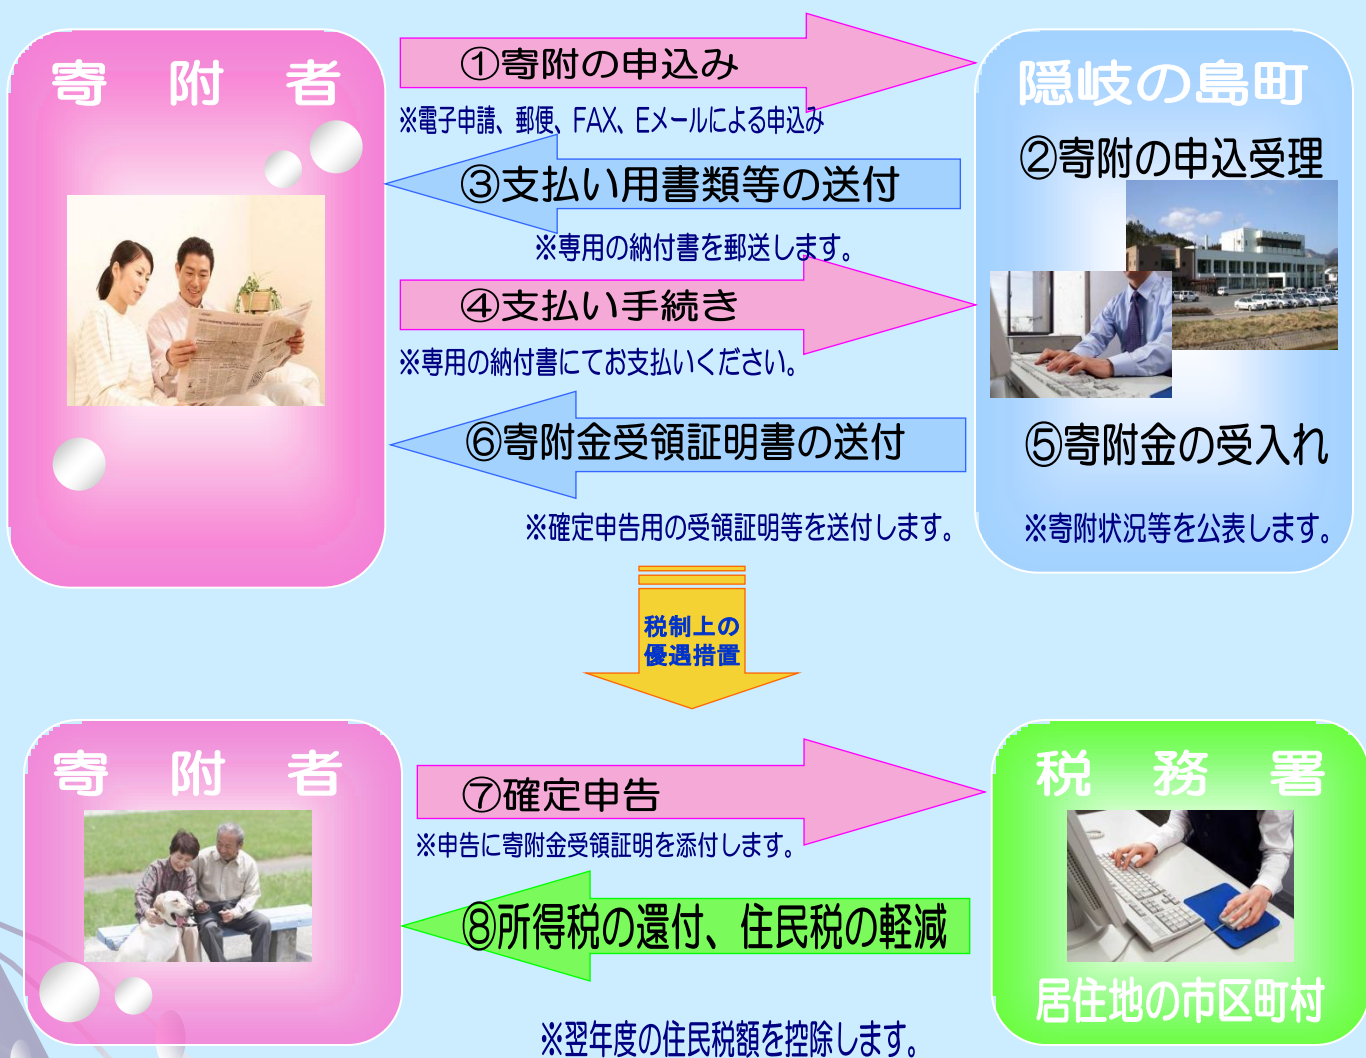 寄附者
①寄附の申込み
※電子申請、郵便、FAX、Eメールによる申込み
隠岐の島町
②寄附の申込受理
③支払い用書類等の送付
※専用の納付書を郵送します。
④支払い手続き
※専用の納付書にてお支払いください。
⑤寄附金の受入れ
※寄附状況等を公表します。
⑥寄附金受領証明書の送付
※確定申告用の受領証明等を送付します。
税制上の
優遇措置
寄附者
⑦確定申告
※申告に寄附金受領証明を添付します。
税務署
⑧所得税の還付、住民税の軽減
居住地の市区町村
※翌年度の住民税額を控除します。